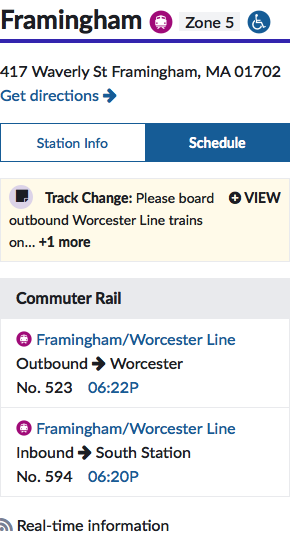 Framingham Zone 5
417 Waverly St Framingham, MA 01702
Get directions
Station Info Schedule
Track Change: Please board VIEW
outbound Worcester Line trains
on... +1 more
Commuter Rail
Framingham/Worcester Line
Outbound → Worcester
No. 523 06:22P
Framingham/Worcester Line
Inbound → South Station
No. 594 06:20P
Real-time information